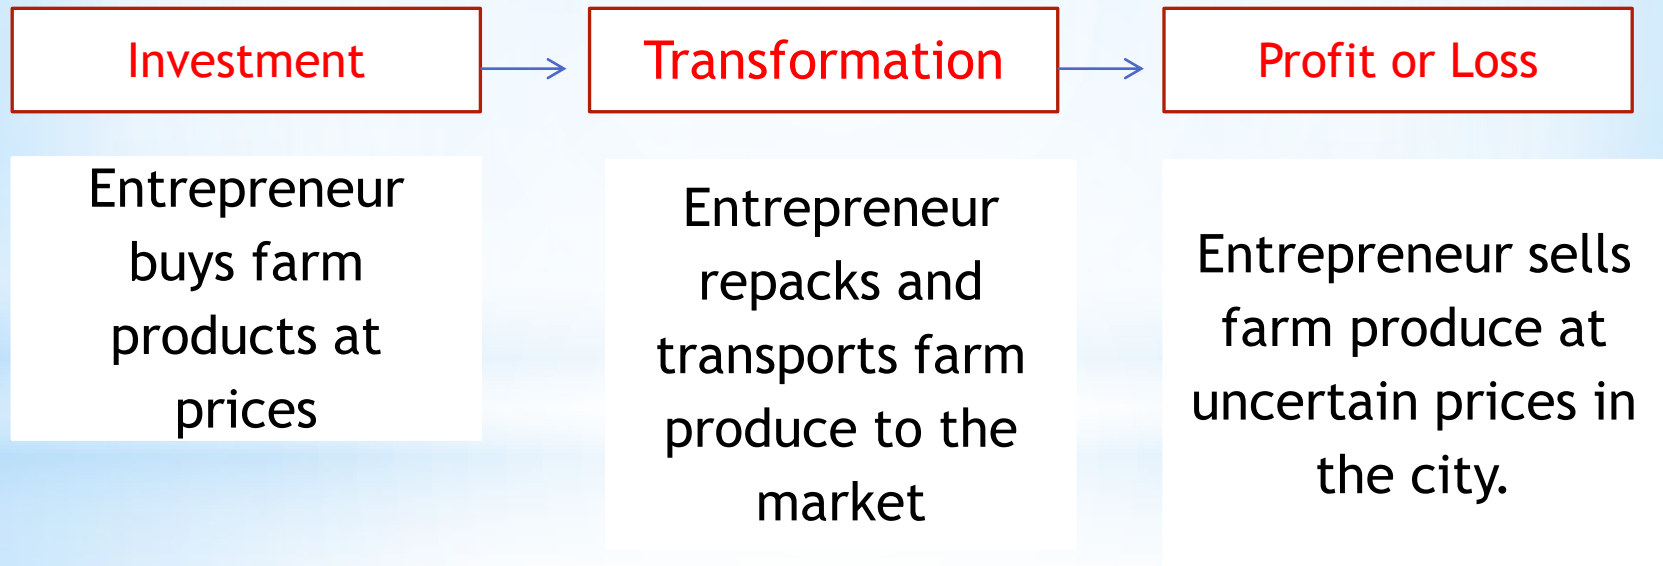 Investment
Transformation
Profit or Loss
Entrepreneur
buys farm
products at
prices
Entrepreneur
repacks and
transports farm
produce to the
market
Entrepreneur sells
farm produce at
uncertain prices in
the city.